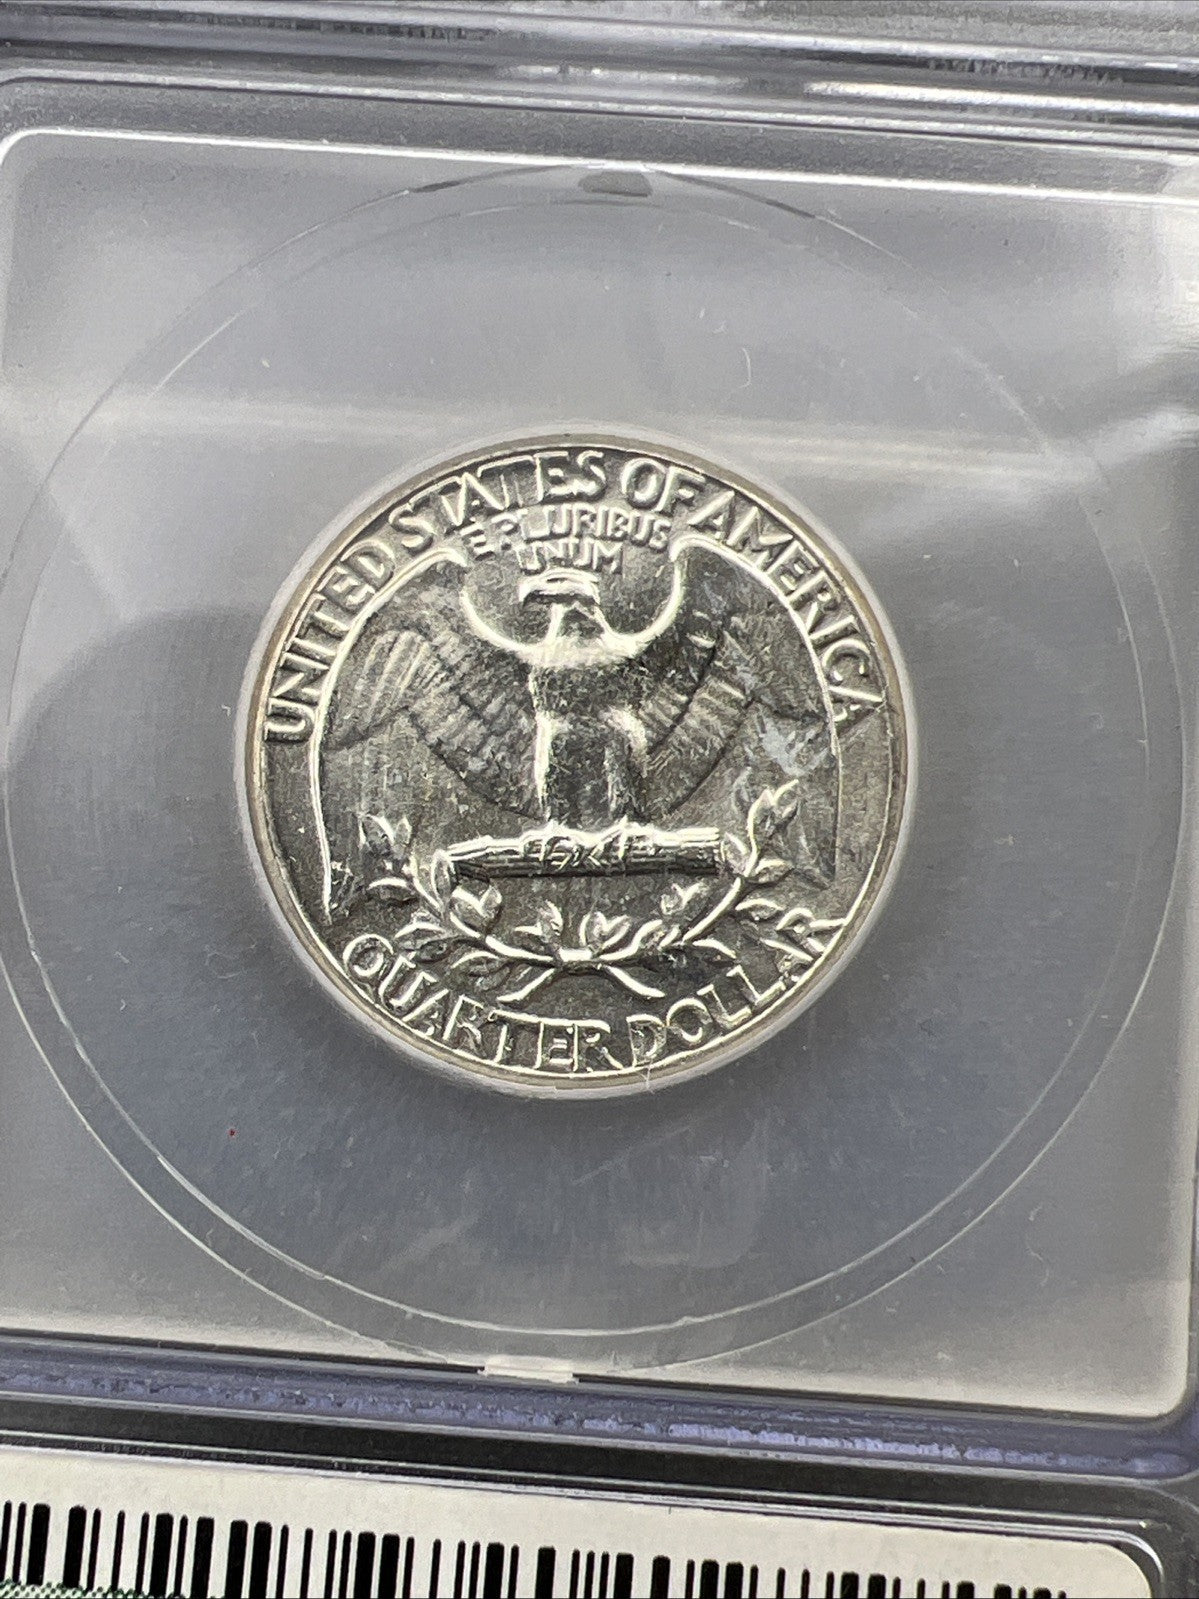 UNITED STATES OF AMERICA
E PLURIBUS
UNUM
QUARTER DOLLAR